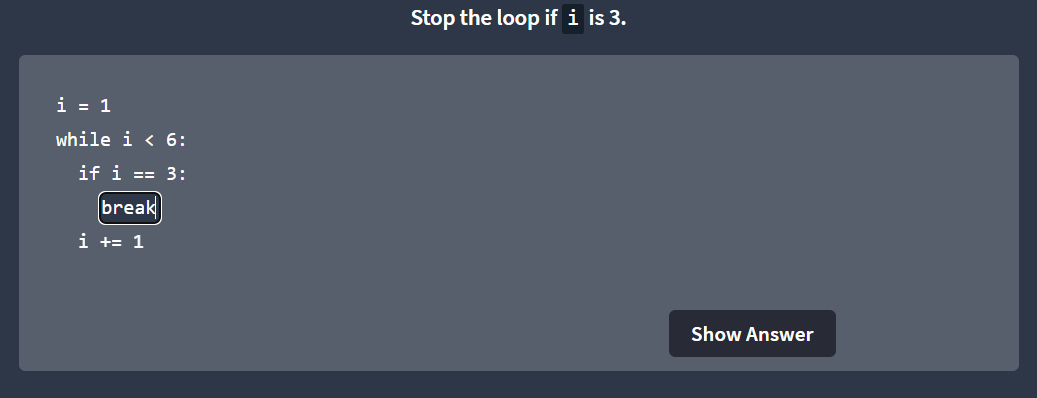 Stop the loop if i is 3.
i = 1
while i < 6:
  if i == 3:
    break
  i += 1
Show Answer